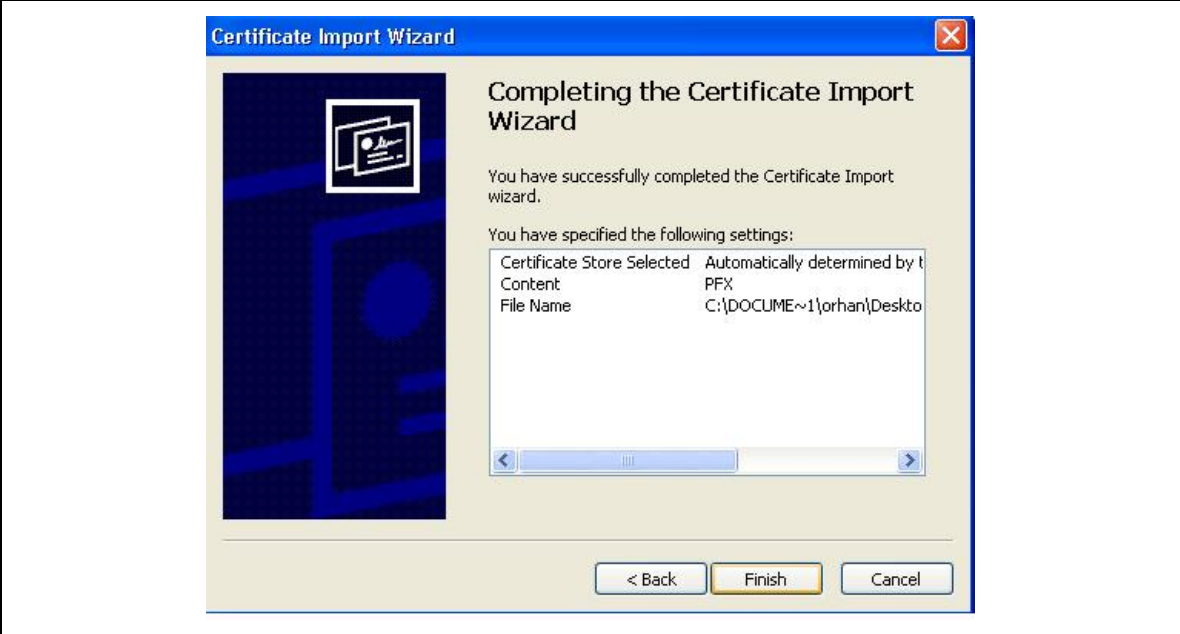 Certificate Import Wizard
Completing the Certificate Import
Wizard
You have successfully completed the Certificate Import
wizard.
You have specified the following settings:
Certificate Store Selected Automatically determined by t
Content PFX
File Name C:\DOCUME~1\orhan\Deskto
< Back Finish Cancel